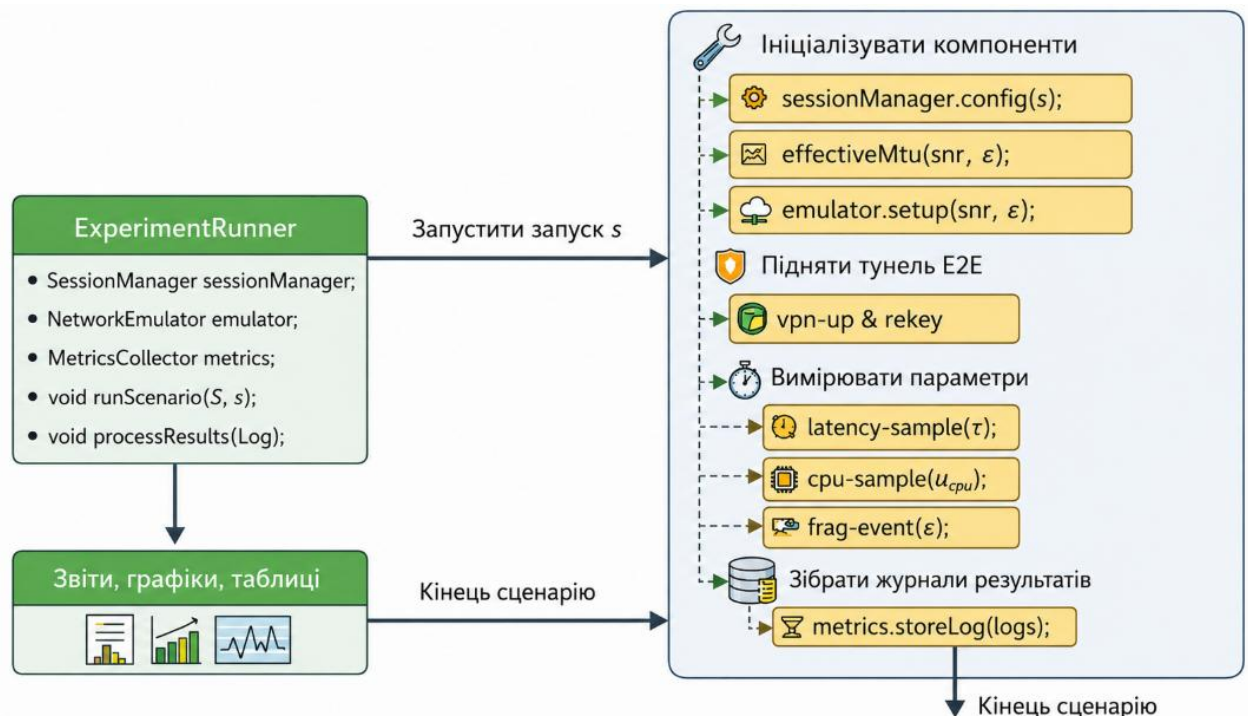 ExperimentRunner
• SessionManager sessionManager;
• NetworkEmulator emulator;
• MetricsCollector metrics;
• void runScenario(S, s);
• void processResults(Log);
Звіти, графіки, таблиці
Запустити запуск s
Кінець сценарію
Ініціалізувати компоненти
sessionManager.config(s);
effectiveMtu(snr, ε);
emulator.setup(snr, ε);
Підняти тунель E2E
vpn-up & rekey
Вимірювати параметри
latency-sample(τ);
cpu-sample(u_cpu);
frag-event(ε);
Зібрати журнали результатів
metrics.storeLog(logs);
Кінець сценарію